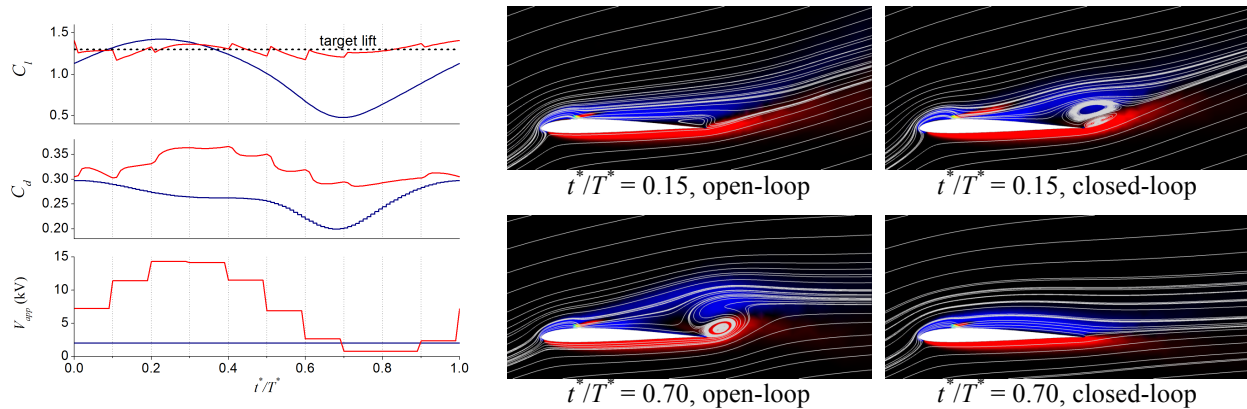 1.5
1.0
0.5
C_l
target lift
0.35
0.30
0.25
0.20
C_d
15
10
5
0
V_app (kV)
0.0 0.2 0.4 0.6 0.8 1.0
t*/T*
t*/T* = 0.15, open-loop
t*/T* = 0.15, closed-loop
t*/T* = 0.70, open-loop
t*/T* = 0.70, closed-loop